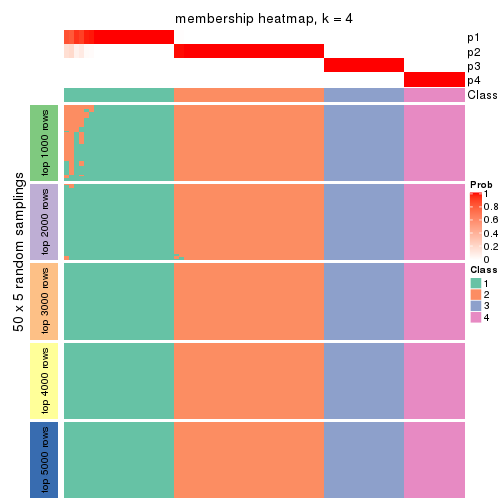 membership heatmap, k = 4
p1
p2
p3
p4
Class
50 x 5 random samplings
top 1000 rows
top 2000 rows
top 3000 rows
top 4000 rows
top 5000 rows
Prob
1
0.8
0.6
0.4
0.2
0
Class
1
2
3
4